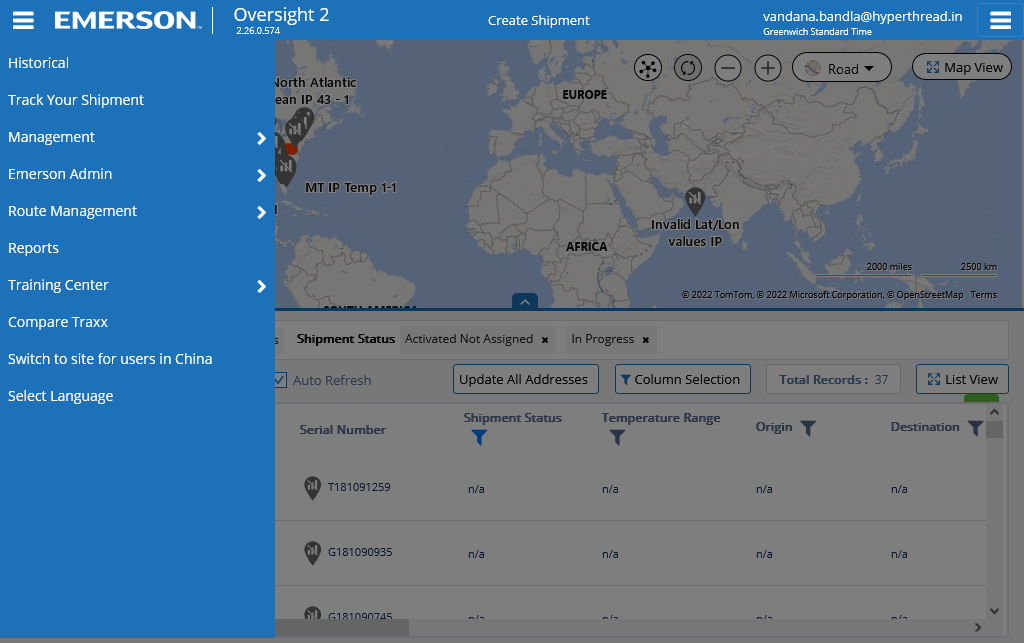 EMERSON
Oversight 2
2.26.0.574
Create Shipment
vandana.bandla@hyperthread.in
Greenwich Standard Time
Historical
Track Your Shipment
Management
Emerson Admin
Route Management
Reports
Training Center
Compare Traxx
Switch to site for users in China
Select Language
North Atlantic
ean IP 43 - 1
MT IP Temp 1-1
EUROPE
AFRICA
SOUTH AMERICA
Invalid Lat/Lon
values IP
Road
Map View
2000 miles
2500 km
© 2022 TomTom, © 2022 Microsoft Corporation, © OpenStreetMap Terms
s Shipment Status Activated Not Assigned × In Progress ×
Auto Refresh
Update All Addresses
Column Selection
Total Records : 37
List View
Serial Number Shipment Status Temperature Range Origin Destination
T181091259 n/a n/a n/a n/a
G181090935 n/a n/a n/a n/a
G181090745 n/a n/a n/a n/a